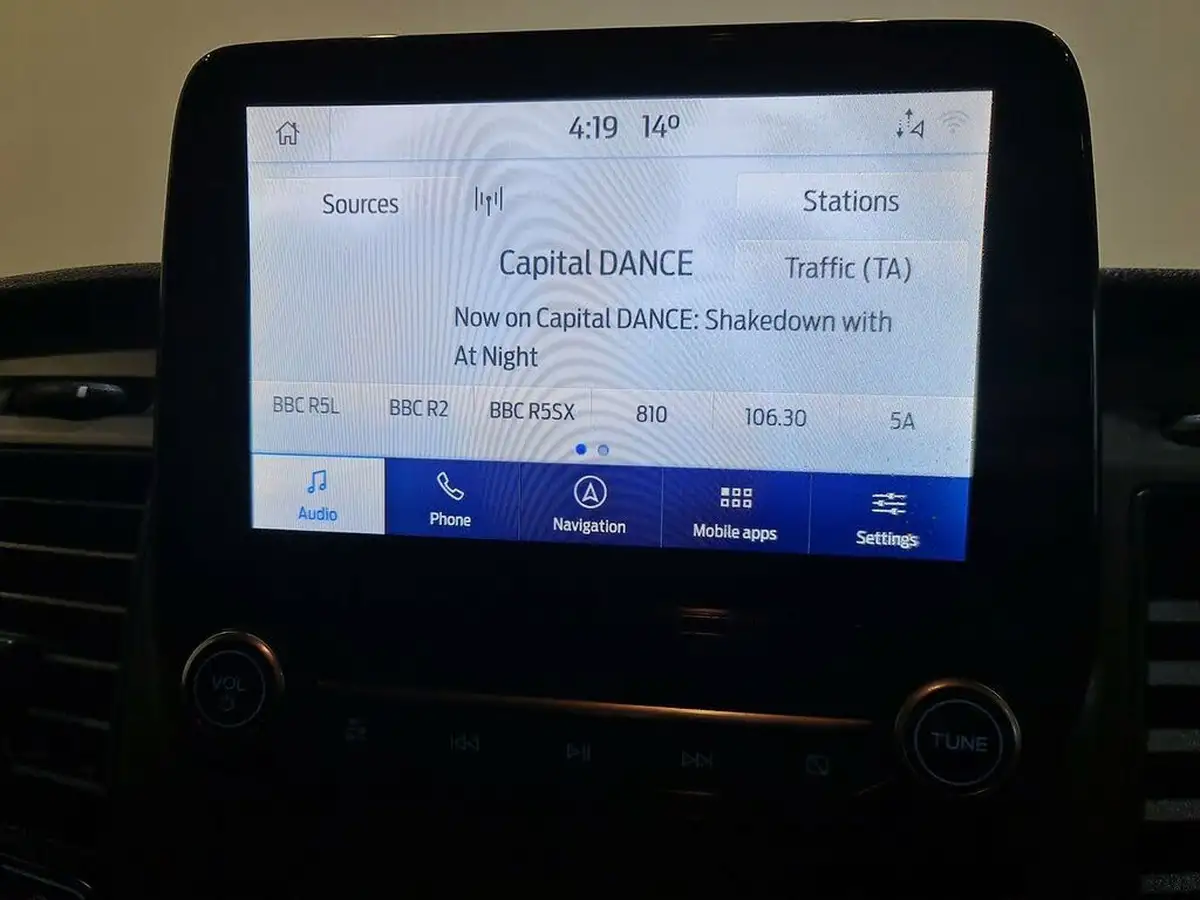 4:19 14º
Sources
Stations
Capital DANCE
Traffic (TA)
Now on Capital DANCE: Shakedown with
At Night
BBC R5L BBC R2 BBC R5SX 810 106.30 5A
Audio Phone Navigation Mobile apps Settings
VOL
TUNE